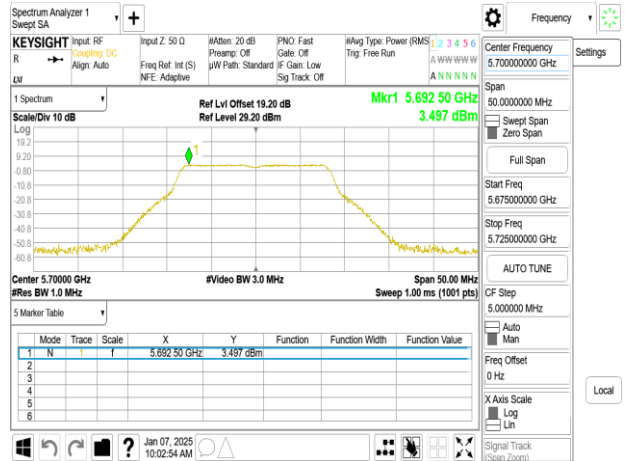 Spectrum Analyzer 1
Swept SA
+
Frequency
Settings
KEYSIGHT
R
LXI
Input: RF
Coupling: DC
Align: Auto
Input Z: 50 Ω
Freq Ref: Int (S)
NFE: Adaptive
#Atten: 20 dB
Preamp: Off
µW Path: Standard
PNO: Fast
Gate: Off
IF Gain: Low
Sig Track: Off
#Avg Type: Power (RMS
Trig: Free Run
1 2 3 4 5 6
A W W W W W
A N N N N N
1 Spectrum
Scale/Div 10 dB
Ref Lvl Offset 19.20 dB
Ref Level 29.20 dBm
Mkr1 5.692 50 GHz
3.497 dBm
Log
19.2
9.20
-0.80
-10.8
-20.8
-30.8
-40.8
-50.8
-60.8
1
Center 5.70000 GHz
#Res BW 1.0 MHz
#Video BW 3.0 MHz
Span 50.00 MHz
Sweep 1.00 ms (1001 pts)
5 Marker Table
Mode Trace Scale X Y Function Function Width Function Value
1 N 1 f 5.692 50 GHz 3.497 dBm
2
3
4
5
6
Center Frequency
5.700000000 GHz
Span
50.0000000 MHz
Swept Span
Zero Span
Full Span
Start Freq
5.675000000 GHz
Stop Freq
5.725000000 GHz
AUTO TUNE
CF Step
5.000000 MHz
Auto
Man
Freq Offset
0 Hz
X Axis Scale
Log
Lin
Signal Track
(Span Zoom)
Local
?
Jan 07, 2025
10:02:54 AM